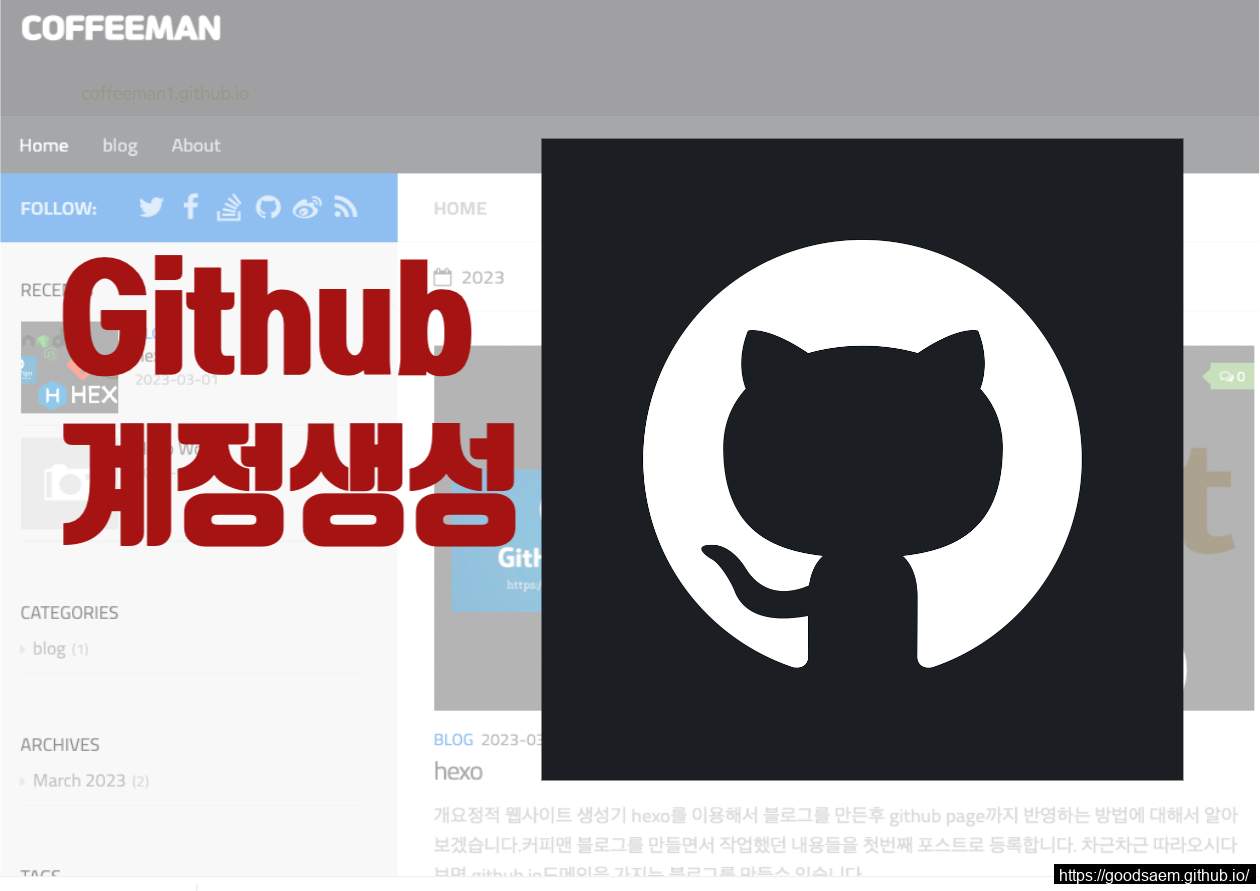 COFFEEMAN
coffeeman1.github.io
Home blog About
FOLLOW:
HOME
2023
Github
계정생성
2023-03-01
HEX
0
t
CATEGORIES
blog (1)
ARCHIVES
March 2023 (2)
TAGS
BLOG 2023-03
hexo
개요정적 웹사이트 생성기 hexo를 이용해서 블로그를 만든후 github page까지 반영하는 방법에 대해서 알아
보겠습니다.커피맨 블로그를 만들면서 작업했던 내용들을 첫번째 포스트로 등록합니다. 차근차근 따라오시다
보면 github.io도메인을 가지는 블로그를 만들수 있습니다
https://goodsaem.github.io/